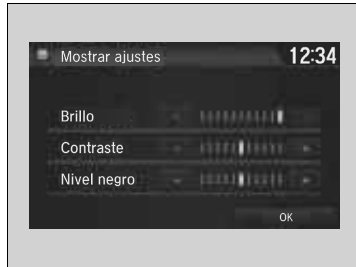 Mostrar ajustes 12:34
Brillo
Contraste
Nivel negro
OK